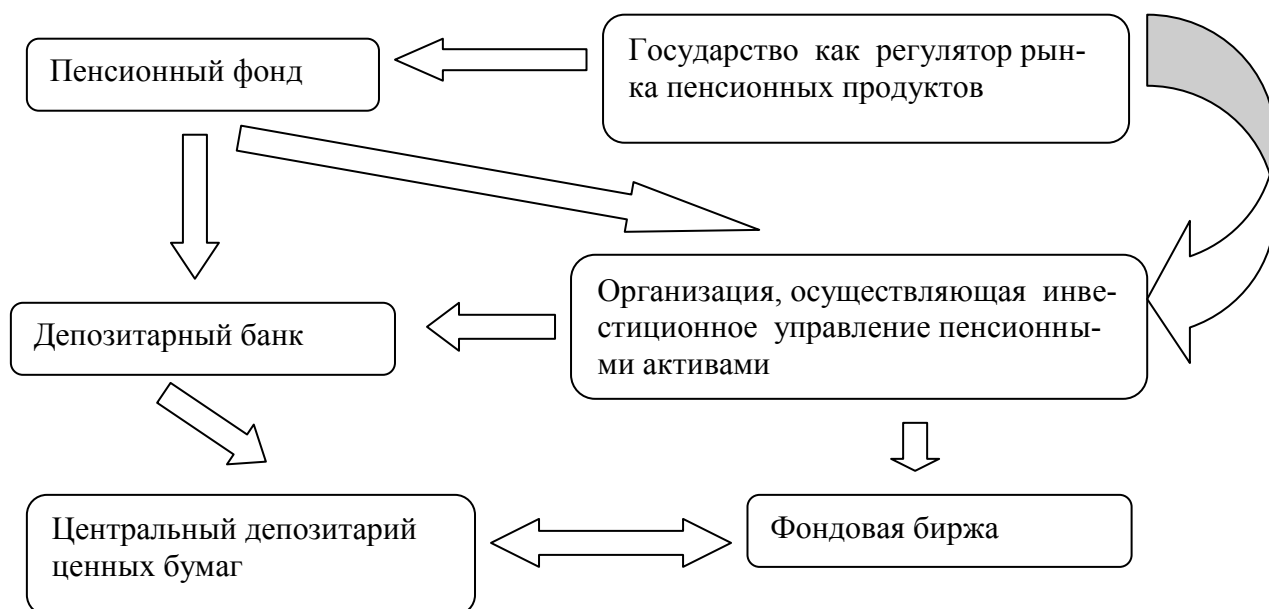 Пенсионный фонд
Государство как регулятор рын-
ка пенсионных продуктов
Депозитарный банк
Организация, осуществляющая инве-
стиционное управление пенсионны-
ми активами
Центральный депозитарий
ценных бумаг
Фондовая биржа